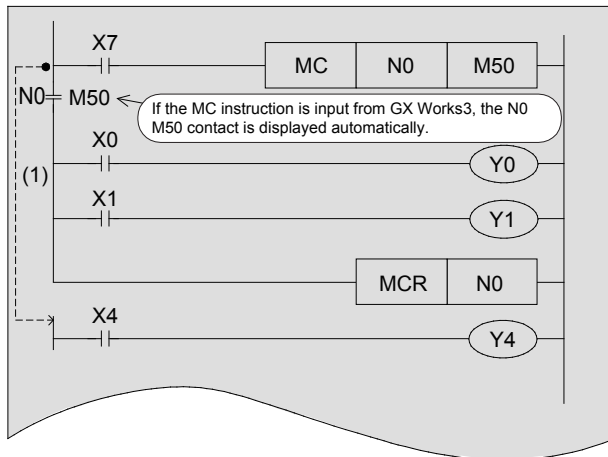 X7
MC N0 M50
N0 M50
If the MC instruction is input from GX Works3, the N0
M50 contact is displayed automatically.
X0
Y0
(1)
X1
Y1
MCR N0
X4
Y4